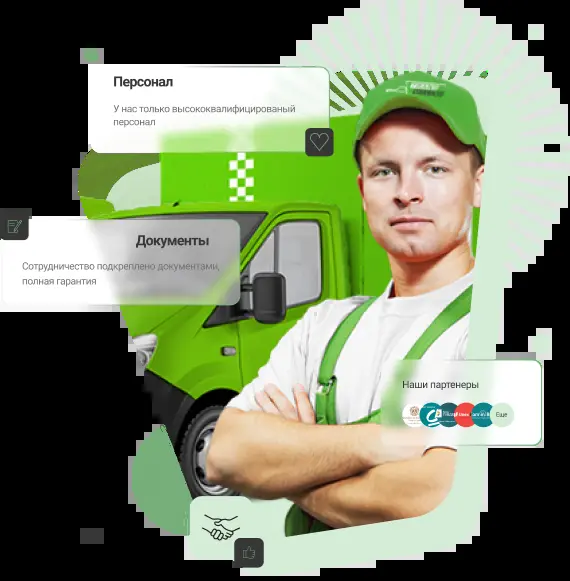 Персонал
У нас только высококвалифицированый
персонал
Документы
Сотрудничество подкреплено документами,
полная гарантия
Наши партенеры
Еще